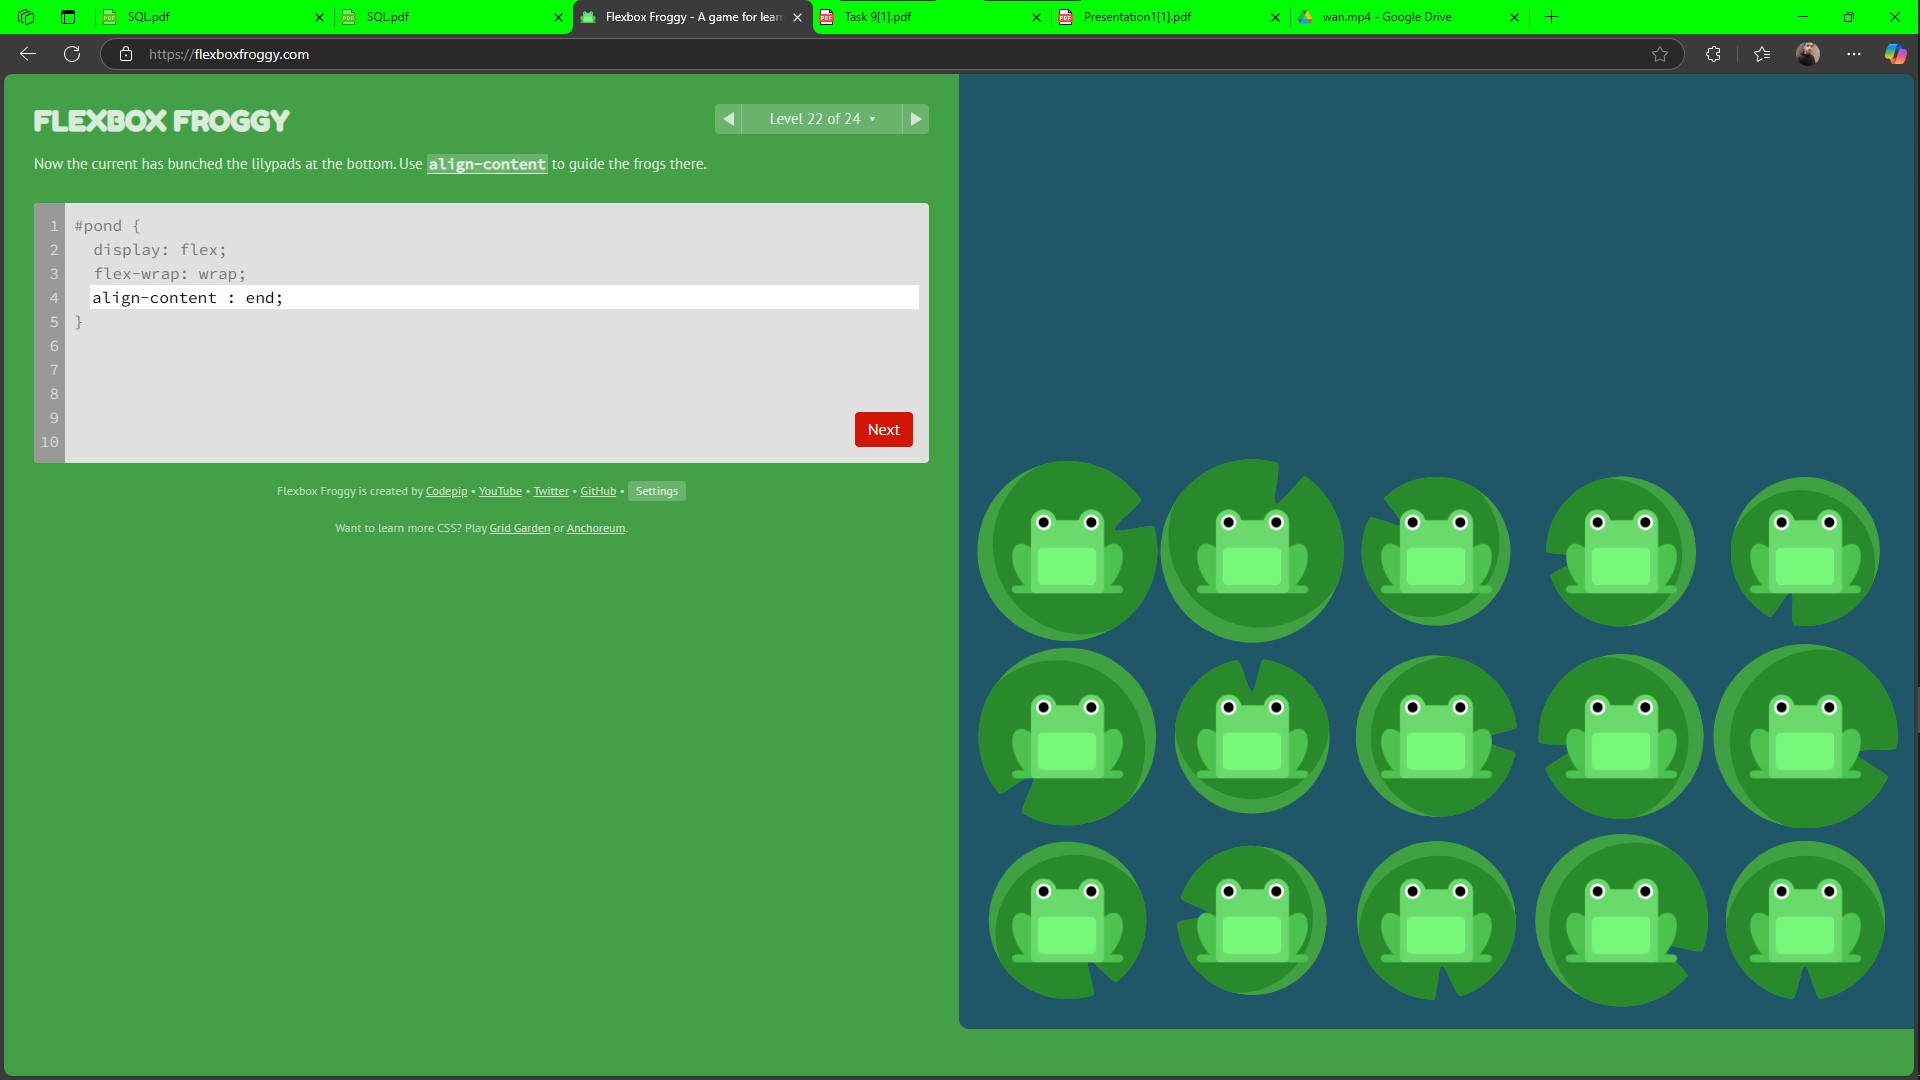 SQL.pdf
SQL.pdf
Flexbox Froggy - A game for lear
Task 9[1].pdf
Presentation1[1].pdf
wan.mp4 - Google Drive
https://flexboxfroggy.com
FLEXBOX FROGGY
Level 22 of 24
Now the current has bunched the lilypads at the bottom. Use align-content to guide the frogs there.
1 #pond {
2 display: flex;
3 flex-wrap: wrap;
4 align-content : end;
5 }
6
7
8
9
10
Next
Flexbox Froggy is created by Codepip • YouTube • Twitter • GitHub • Settings
Want to learn more CSS? Play Grid Garden or Anchoreum.